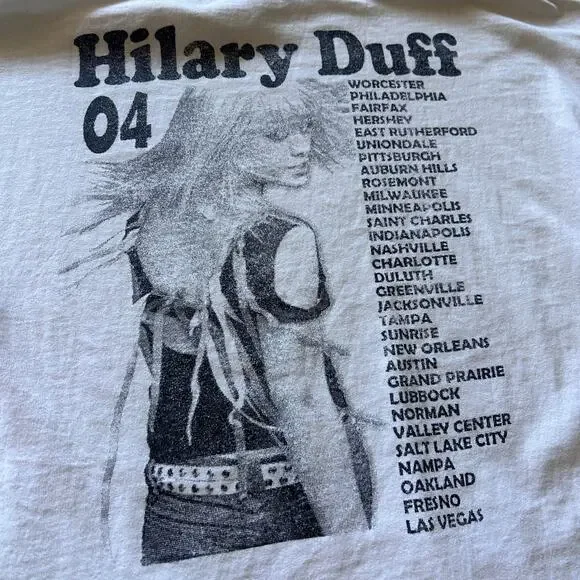 Hilary Duff
04
WORCESTER
PHILADELPHIA
FAIRFAX
HERSHEY
EAST RUTHERFORD
UNIONDALE
PITTSBURGH
AUBURN HILLS
ROSEMONT
MILWAUKEE
MINNEAPOLIS
SAINT CHARLES
INDIANAPOLIS
NASHVILLE
CHARLOTTE
DULUTH
GREENVILLE
JACKSONVILLE
TAMPA
SUNRISE
NEW ORLEANS
AUSTIN
GRAND PRAIRIE
LUBBOCK
NORMAN
VALLEY CENTER
SALT LAKE CITY
NAMPA
OAKLAND
FRESNO
LAS VEGAS